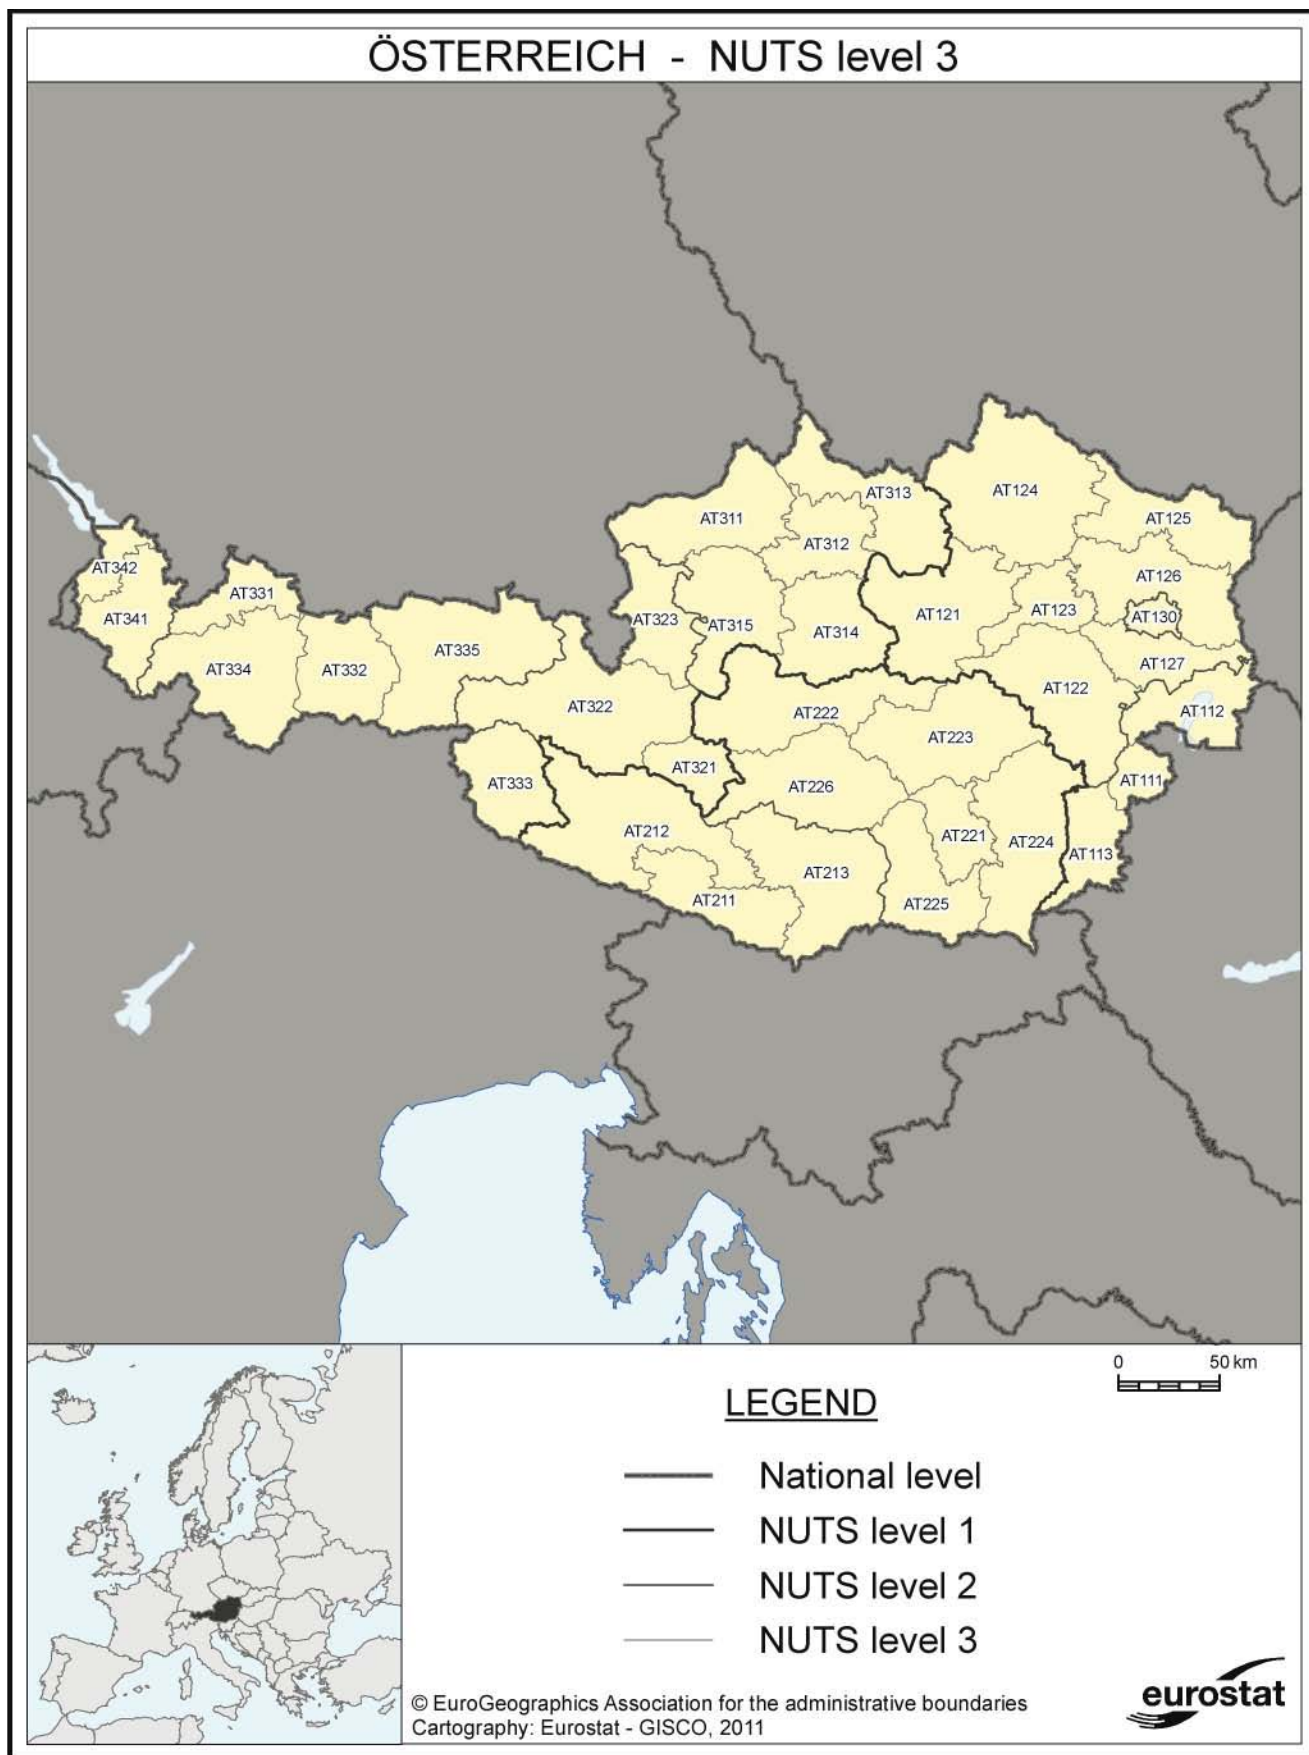 ÖSTERREICH - NUTS level 3
AT124
AT313
AT311
AT125
AT312
AT342
AT126
AT331
AT123
AT121
AT130
AT341
AT323
AT315
AT314
AT335
AT127
AT334
AT332
AT122
AT322
AT222
AT112
AT223
AT321
AT111
AT333
AT226
AT212
AT221
AT224
AT113
AT213
AT211
AT225
0 50 km
LEGEND
National level
NUTS level 1
NUTS level 2
NUTS level 3
© EuroGeographics Association for the administrative boundaries
Cartography: Eurostat - GISCO, 2011
eurostat